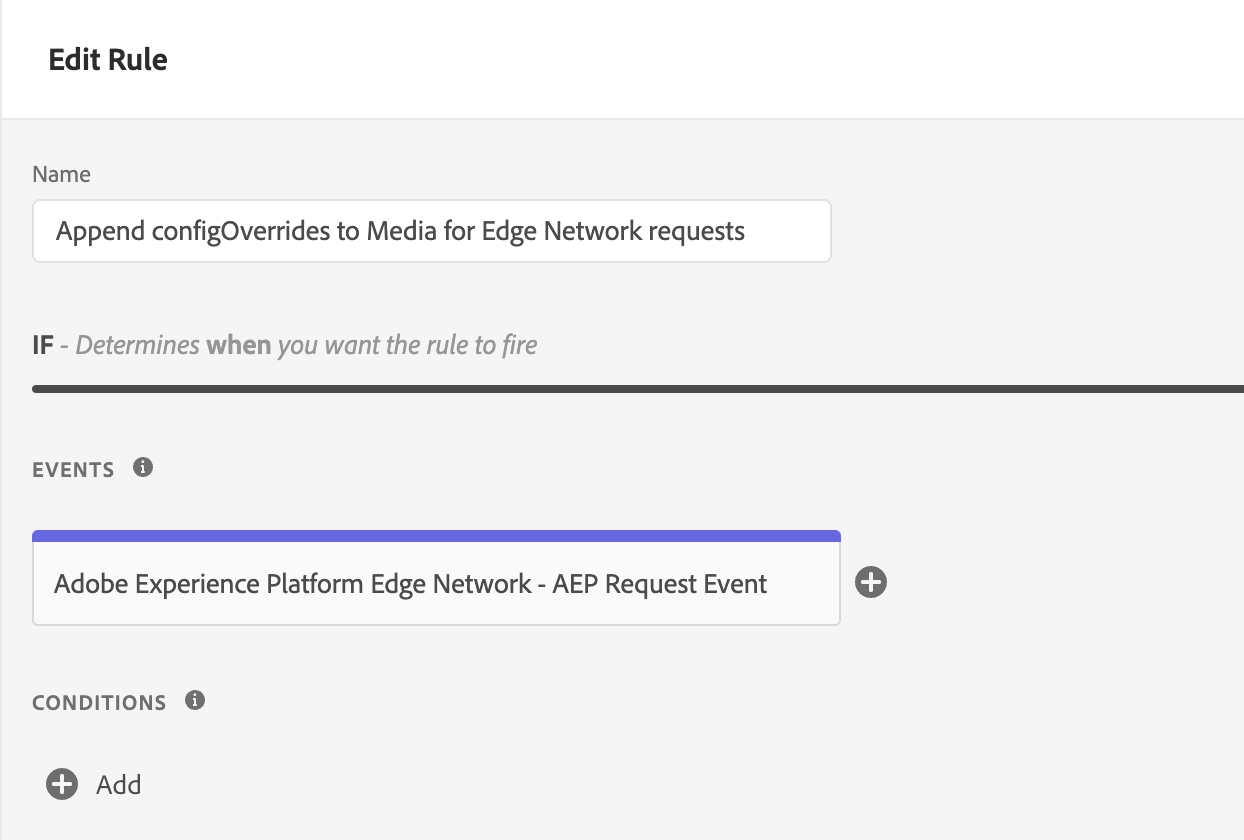 Edit Rule
Name
Append configOverrides to Media for Edge Network requests
IF - Determines when you want the rule to fire
EVENTS
Adobe Experience Platform Edge Network - AEP Request Event
CONDITIONS
Add